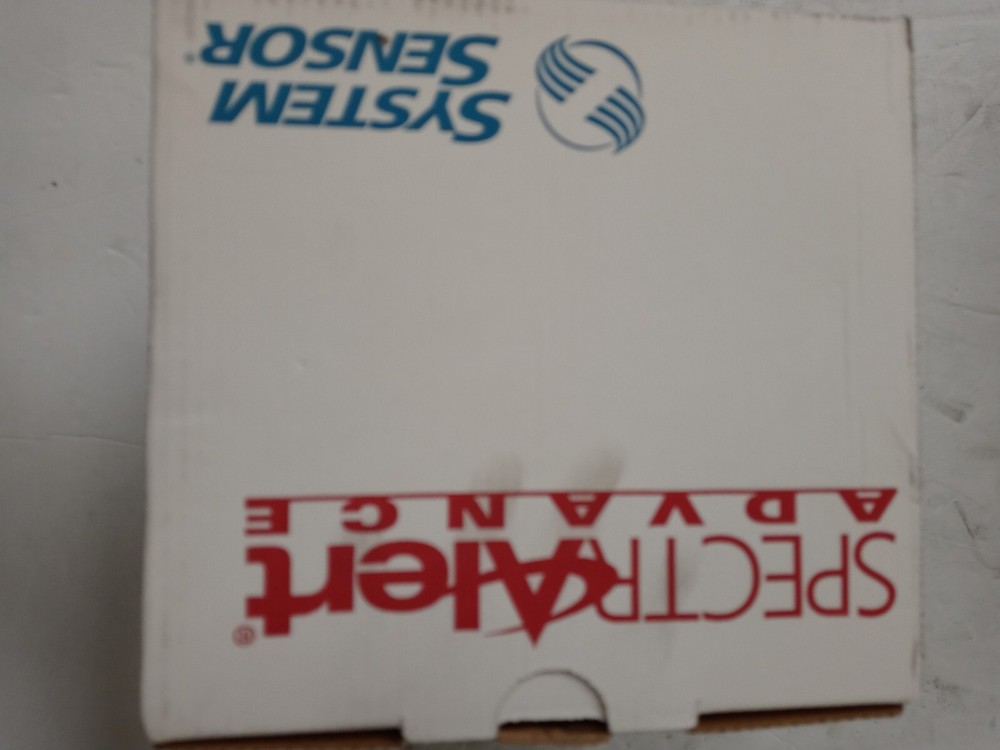 SPECTRAlert®
ADVANCE
SYSTEM
SENSOR®